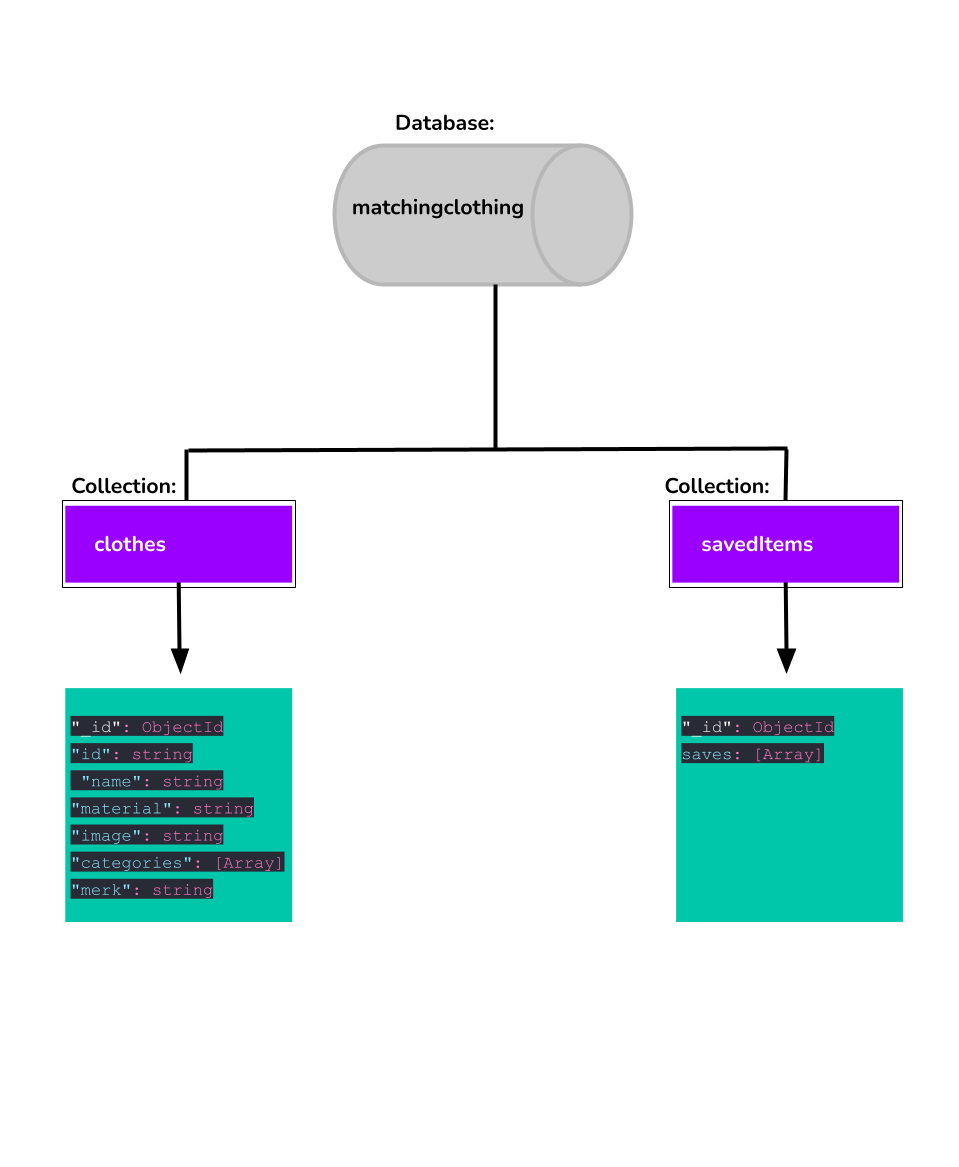 Database:
matchingclothing
Collection:
clothes
"_id": ObjectId
"id": string
"name": string
"material": string
"image": string
"categories": [Array]
"merk": string
Collection:
savedItems
"_id": ObjectId
saves: [Array]